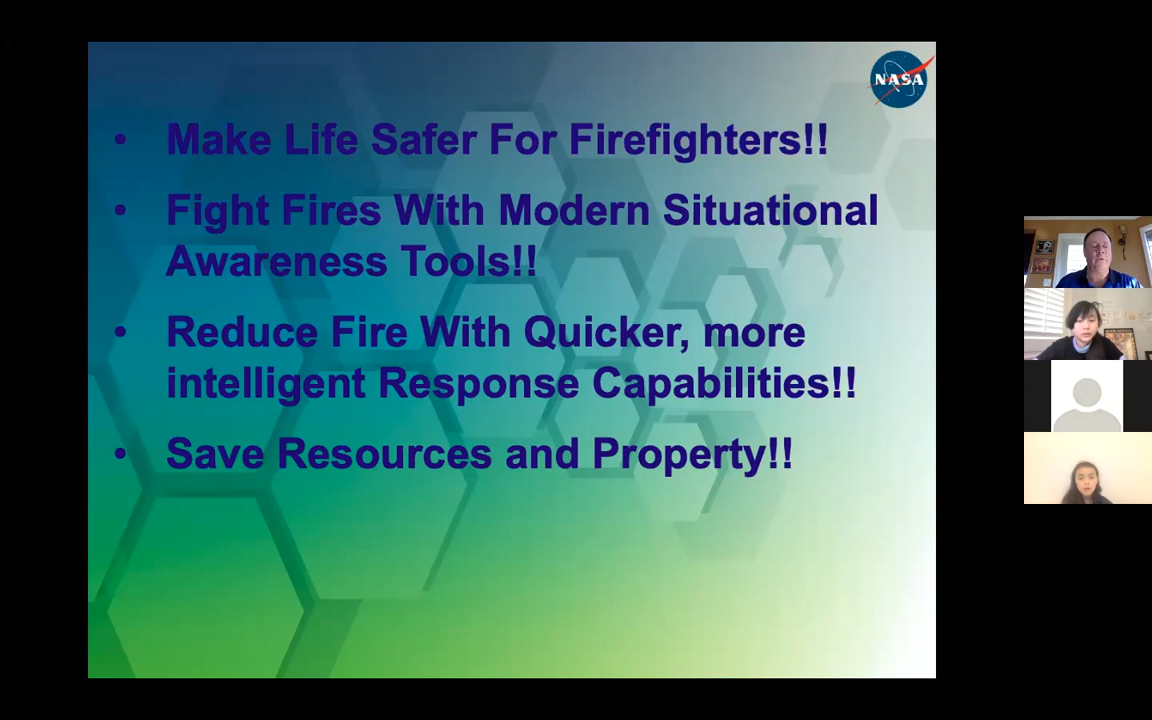 NASA
• Make Life Safer For Firefighters!!
• Fight Fires With Modern Situational
Awareness Tools!!
• Reduce Fire With Quicker, more
intelligent Response Capabilities!!
• Save Resources and Property!!